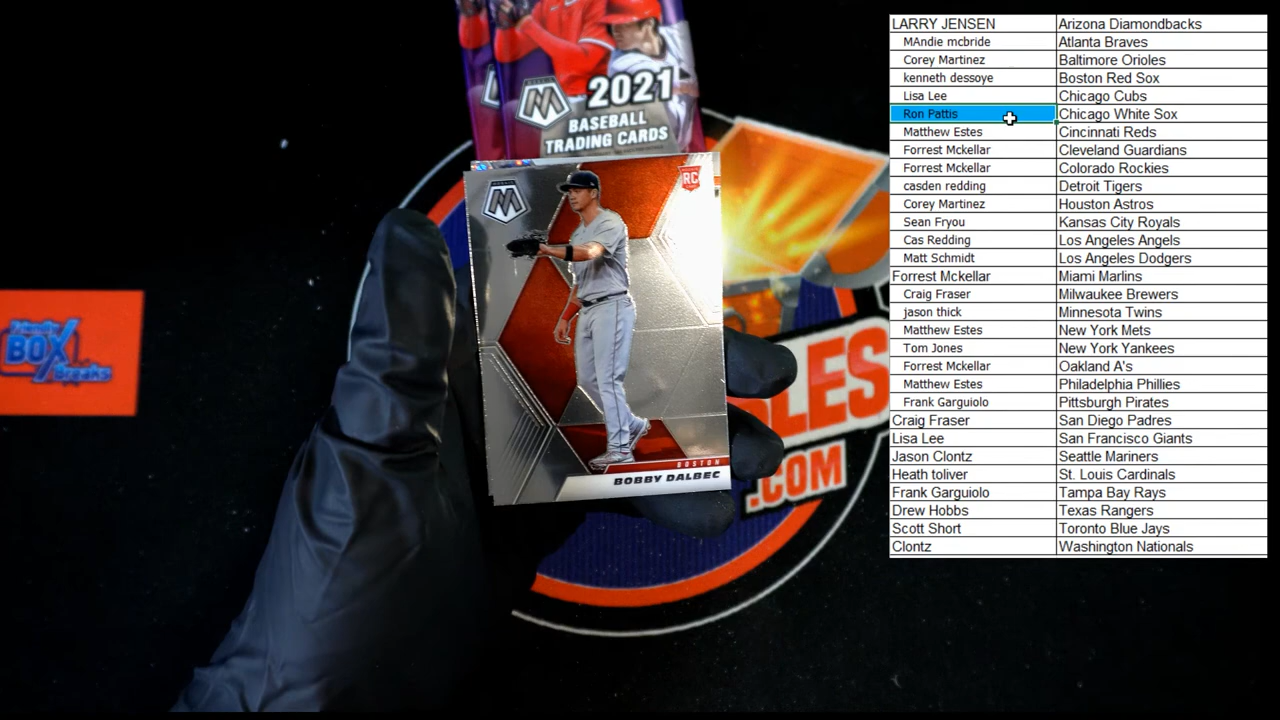 2021
BASEBALL
TRADING CARDS
RC
BOSTON
BOBBY DALBEC
BOX
Breaks
LES
.COM
LARRY JENSEN Arizona Diamondbacks
MAndie mcbride Atlanta Braves
Corey Martinez Baltimore Orioles
kenneth dessoye Boston Red Sox
Lisa Lee Chicago Cubs
Ron Pattis Chicago White Sox
Matthew Estes Cincinnati Reds
Forrest Mckellar Cleveland Guardians
Forrest Mckellar Colorado Rockies
casden redding Detroit Tigers
Corey Martinez Houston Astros
Sean Fryou Kansas City Royals
Cas Redding Los Angeles Angels
Matt Schmidt Los Angeles Dodgers
Forrest Mckellar Miami Marlins
Craig Fraser Milwaukee Brewers
jason thick Minnesota Twins
Matthew Estes New York Mets
Tom Jones New York Yankees
Forrest Mckellar Oakland A's
Matthew Estes Philadelphia Phillies
Frank Garguiolo Pittsburgh Pirates
Craig Fraser San Diego Padres
Lisa Lee San Francisco Giants
Jason Clontz Seattle Mariners
Heath toliver St. Louis Cardinals
Frank Garguiolo Tampa Bay Rays
Drew Hobbs Texas Rangers
Scott Short Toronto Blue Jays
Clontz Washington Nationals